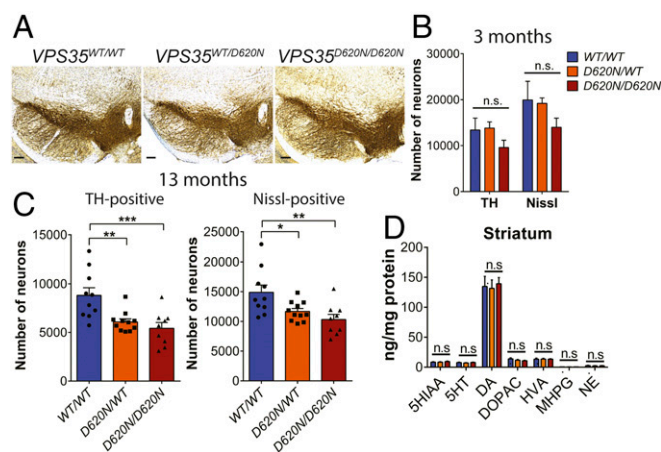 A
VPS35WT/WT
VPS35WT/D620N
VPS35D620N/D620N
B
3 months
Number of neurons
30000
20000
10000
0
n.s.
n.s.
TH
Nissl
WT/WT
D620N/WT
D620N/D620N
13 months
C
TH-positive
Number of neurons
15000
10000
5000
0
***
**
WT/WT
D620N/WT
D620N/D620N
Nissl-positive
Number of neurons
25000
20000
15000
10000
5000
0
**
*
WT/WT
D620N/WT
D620N/D620N
D
Striatum
ng/mg protein
200
150
100
50
0
n.s
n.s
n.s
n.s
n.s
n.s
n.s
5HIAA
5HT
DA
DOPAC
HVA
MHPG
NE